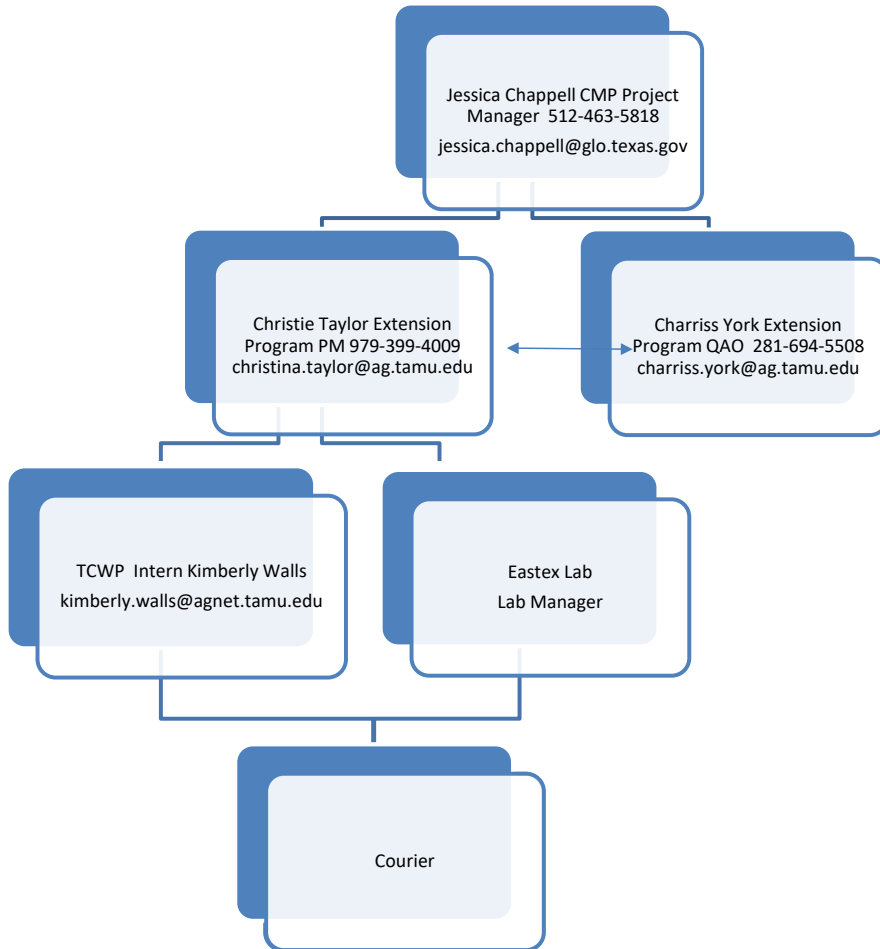 Jessica Chappell CMP Project
Manager 512-463-5818
jessica.chappell@glo.texas.gov
Christie Taylor Extension
Program PM 979-399-4009
christina.taylor@ag.tamu.edu
Charriss York Extension
Program QAO 281-694-5508
charriss.york@ag.tamu.edu
TCWP Intern Kimberly Walls
kimberly.walls@agnet.tamu.edu
Eastex Lab
Lab Manager
Courier